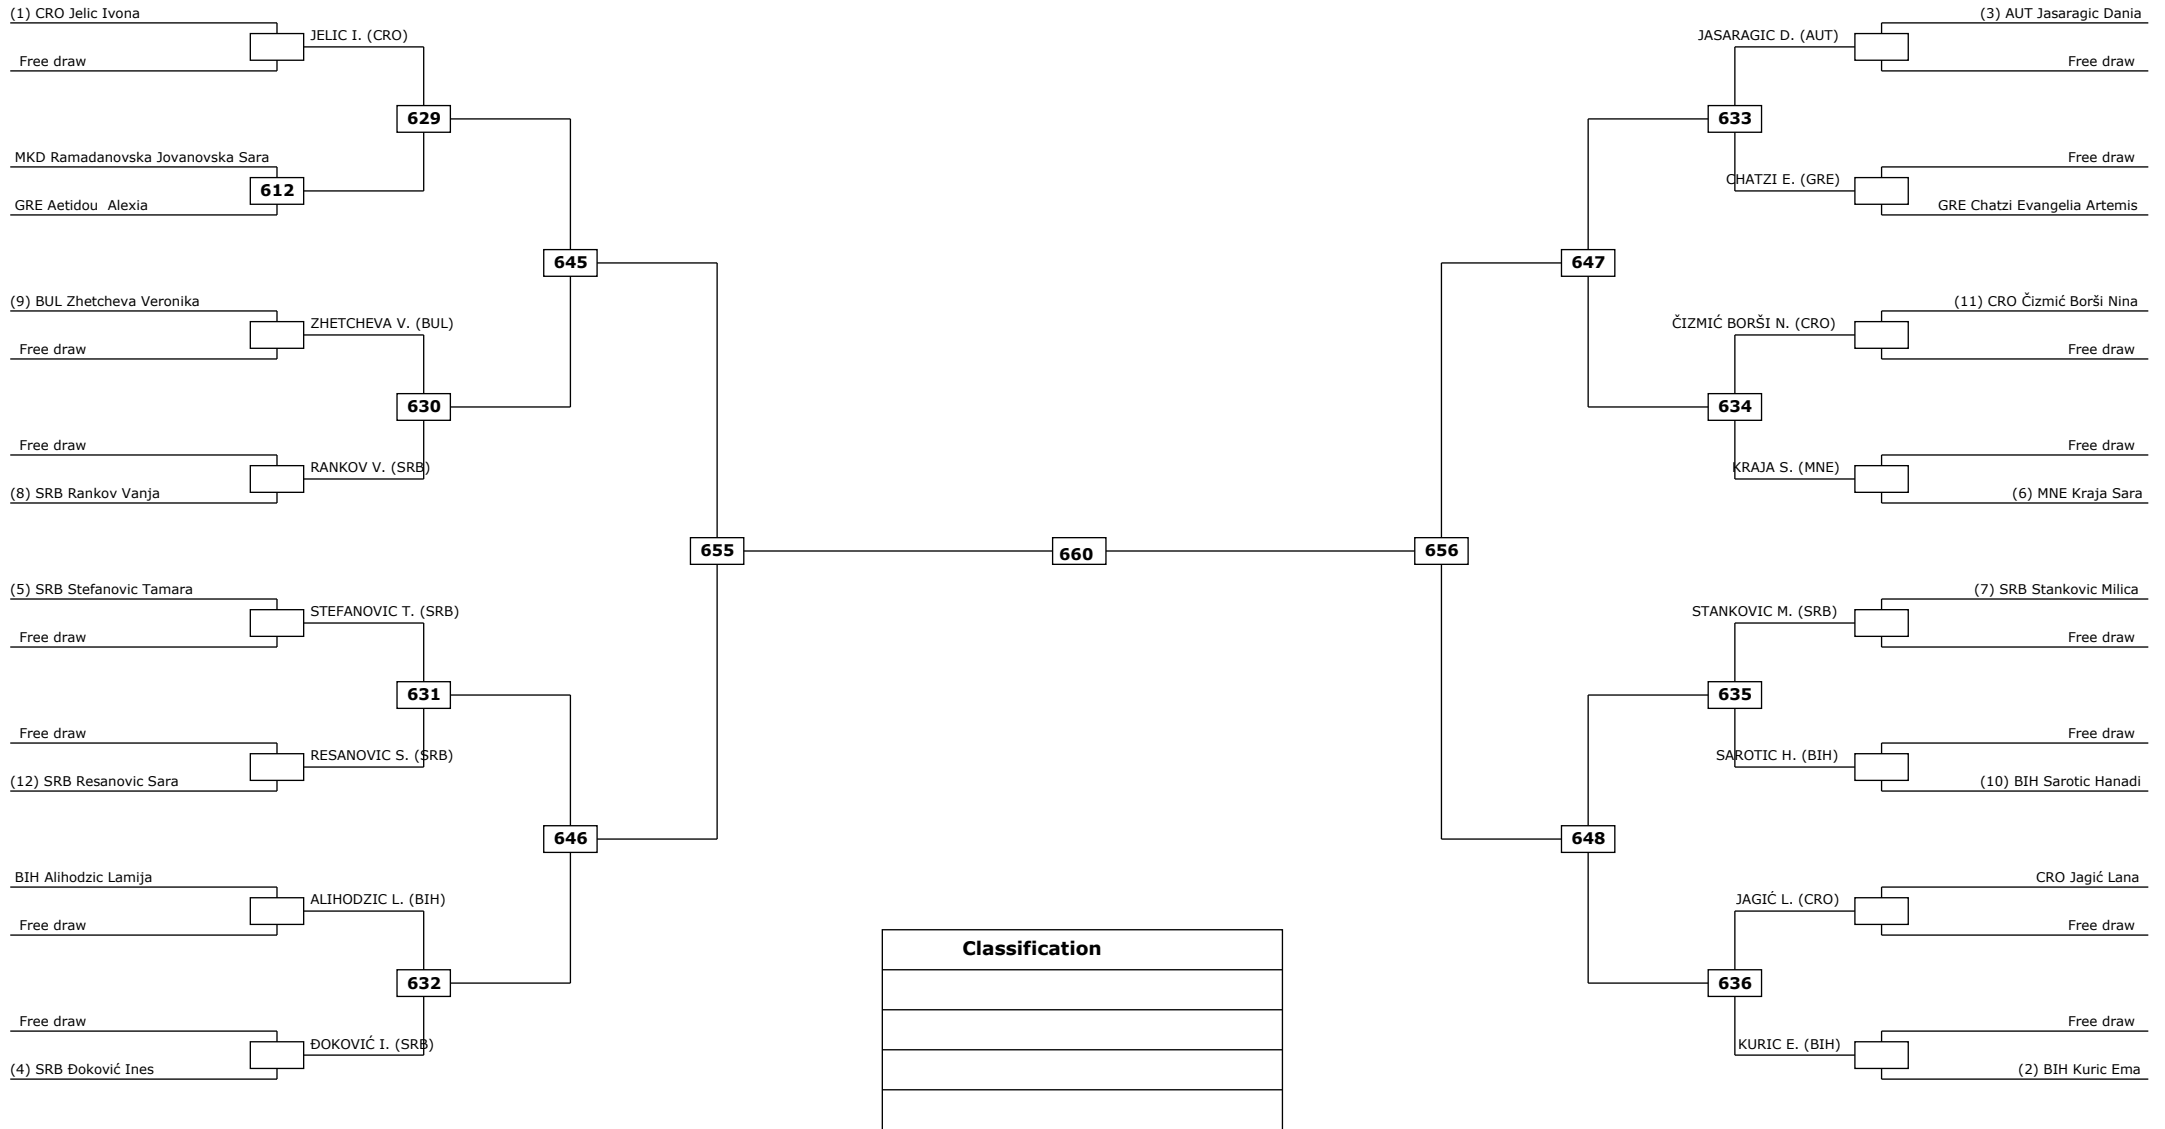 (1) CRO Jelic Ivona
JELIC I. (CRO)
Free draw
629
MKD Ramadanovska Jovanovska Sara
612
GRE Aetidou  Alexia
645
(9) BUL Zhetcheva Veronika
ZHETCHEVA V. (BUL)
Free draw
630
Free draw
RANKOV V. (SRB)
(8) SRB Rankov Vanja
655
(5) SRB Stefanovic Tamara
STEFANOVIC T. (SRB)
Free draw
631
Free draw
RESANOVIC S. (SRB)
(12) SRB Resanovic Sara
646
BIH Alihodzic Lamija
ALIHODZIC L. (BIH)
Free draw
632
Free draw
ĐOKOVIĆ I. (SRB)
(4) SRB Đoković Ines
660
Classification
(3) AUT Jasaragic Dania
JASARAGIC D. (AUT)
Free draw
633
Free draw
CHATZI E. (GRE)
GRE Chatzi Evangelia Artemis
647
(11) CRO Čizmić Borši Nina
ČIZMIĆ BORŠI N. (CRO)
Free draw
634
Free draw
KRAJA S. (MNE)
(6) MNE Kraja Sara
656
(7) SRB Stankovic Milica
STANKOVIC M. (SRB)
Free draw
635
Free draw
SAROTIC H. (BIH)
(10) BIH Sarotic Hanadi
648
CRO Jagić Lana
JAGIĆ L. (CRO)
Free draw
636
Free draw
KURIC E. (BIH)
(2) BIH Kuric Ema